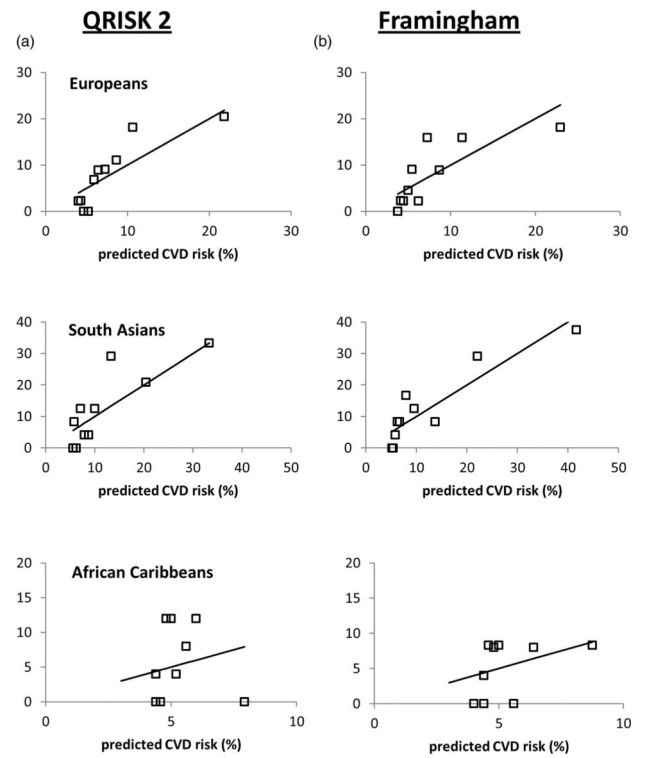 QRISK 2 Framingham
(a) (b)
30 30
Europeans
20 20
10 10
0 0
0 10 20 30 0 10 20 30
predicted CVD risk (%) predicted CVD risk (%)
40 40
South Asians
30 30
20 20
10 10
0 0
0 10 20 30 40 50 0 10 20 30 40 50
predicted CVD risk (%) predicted CVD risk (%)
20 20
African Caribbeans
15 15
10 10
5 5
0 0
0 5 10 0 5 10
predicted CVD risk (%) predicted CVD risk (%)